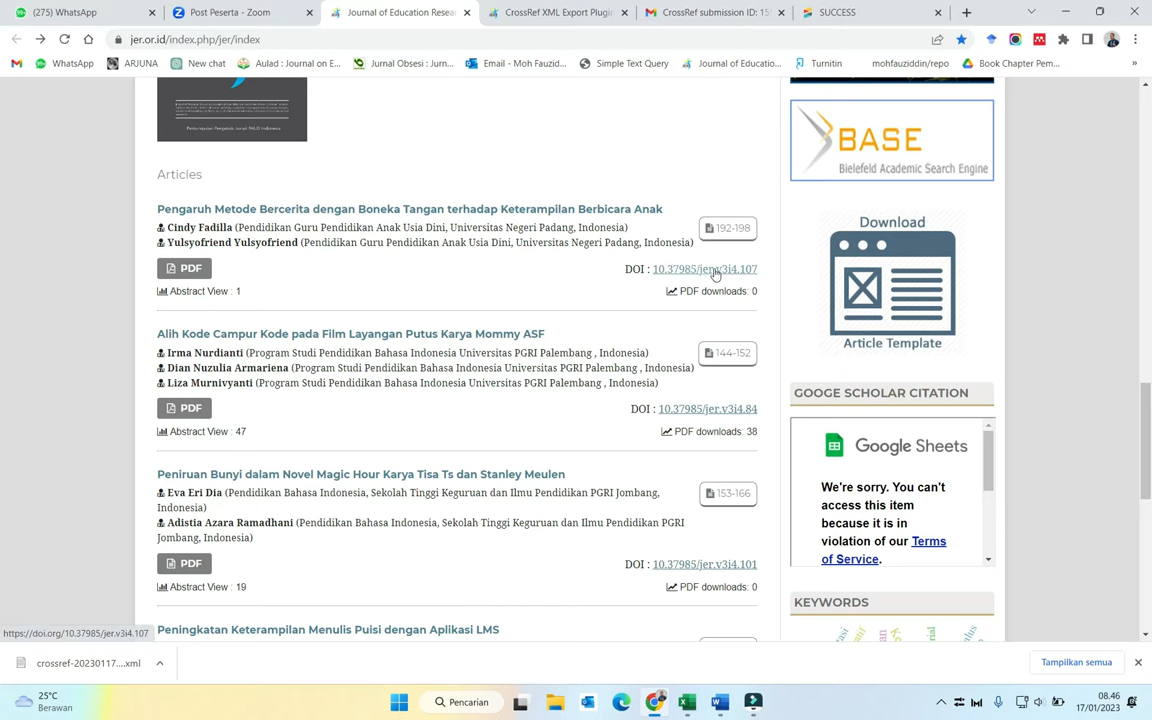 (275) WhatsApp
Post Peserta - Zoom
Journal of Education Resea
CrossRef XML Export Plugin
CrossRef submission ID: 15
SUCCESS
jer.or.id/index.php/jer/index
WhatsApp
ARJUNA
New chat
Aulad : Journal on E...
Jurnal Obsesi : Jurn...
Email - Moh Fauzid...
Simple Text Query
Journal of Educatio...
Turnitin
mohfauziddin/repo
Book Chapter Pem...
BASE
Bielefeld Academic Search Engine
Articles
Pengaruh Metode Bercerita dengan Boneka Tangan terhadap Keterampilan Berbicara Anak
Cindy Fadilla (Pendidikan Guru Pendidikan Anak Usia Dini, Universitas Negeri Padang, Indonesia)
192-198
Yulsyofriend Yulsyofriend (Pendidikan Guru Pendidikan Anak Usia Dini, Universitas Negeri Padang, Indonesia)
PDF
DOI : 10.37985/jer.v3i4.107
Abstract View : 1
PDF downloads: 0
Alih Kode Campur Kode pada Film Layangan Putus Karya Mommy ASF
Irma Nurdianti (Program Studi Pendidikan Bahasa Indonesia Universitas PGRI Palembang , Indonesia)
144-152
Dian Nuzulia Armariena (Program Studi Pendidikan Bahasa Indonesia Universitas PGRI Palembang , Indonesia)
Liza Murnivyanti (Program Studi Pendidikan Bahasa Indonesia Universitas PGRI Palembang , Indonesia)
PDF
DOI : 10.37985/jer.v3i4.84
Abstract View : 47
PDF downloads: 38
Peniruan Bunyi dalam Novel Magic Hour Karya Tisa Ts dan Stanley Meulen
Eva Eri Dia (Pendidikan Bahasa Indonesia, Sekolah Tinggi Keguruan dan Ilmu Pendidikan PGRI Jombang,
Indonesia)
153-166
Adistia Azara Ramadhani (Pendidikan Bahasa Indonesia, Sekolah Tinggi Keguruan dan Ilmu Pendidikan PGRI
Jombang, Indonesia)
PDF
DOI : 10.37985/jer.v3i4.101
Abstract View : 19
PDF downloads: 0
Peningkatan Keterampilan Menulis Puisi dengan Aplikasi LMS
Download
Article Template
GOOGE SCHOLAR CITATION
Google Sheets
We're sorry. You can't
access this item
because it is in
violation of our Terms
of Service.
KEYWORDS
https://doi.org/10.37985/jer.v3i4.107
crossref-20230117....xml
Tampilkan semua
25°C
Berawan
Pencarian
08.46
17/01/2023